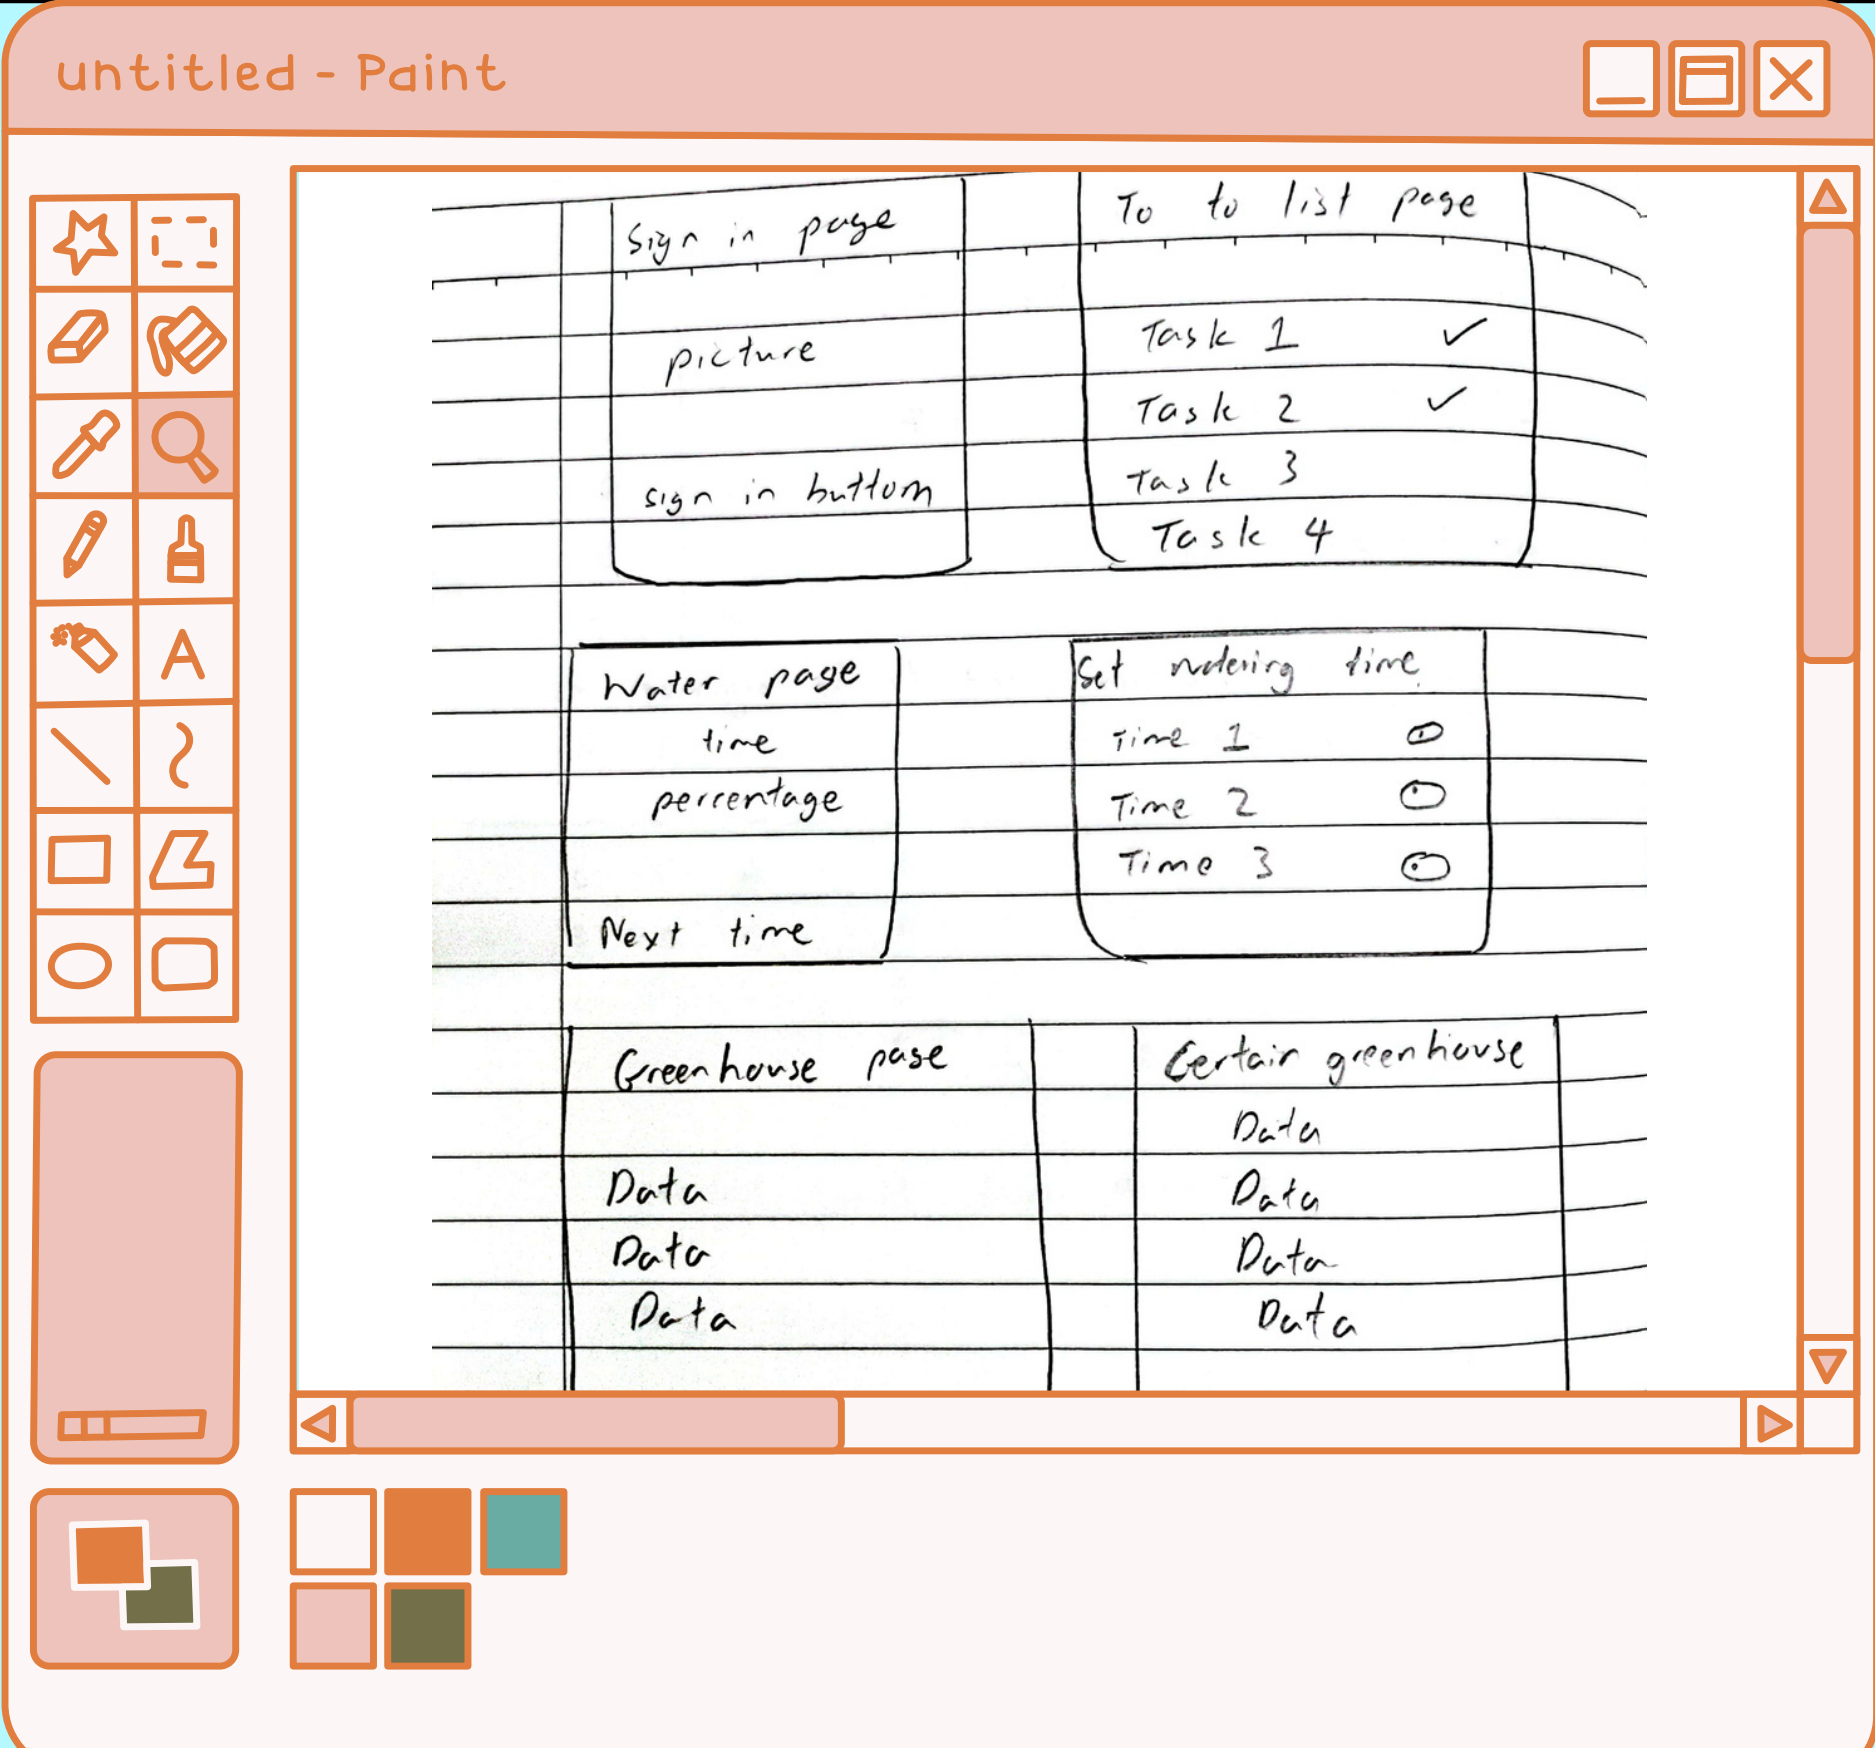 untitled - Paint
Sign in page
picture
sign in buttom
To to list page
Task 1 ✓
Task 2 ✓
Task 3
Task 4
Water page
time
percentage
Next time
Set watering time
Time 1
Time 2
Time 3
Greenhouse page
Data
Data
Data
Certain greenhouse
Data
Data
Data
Data